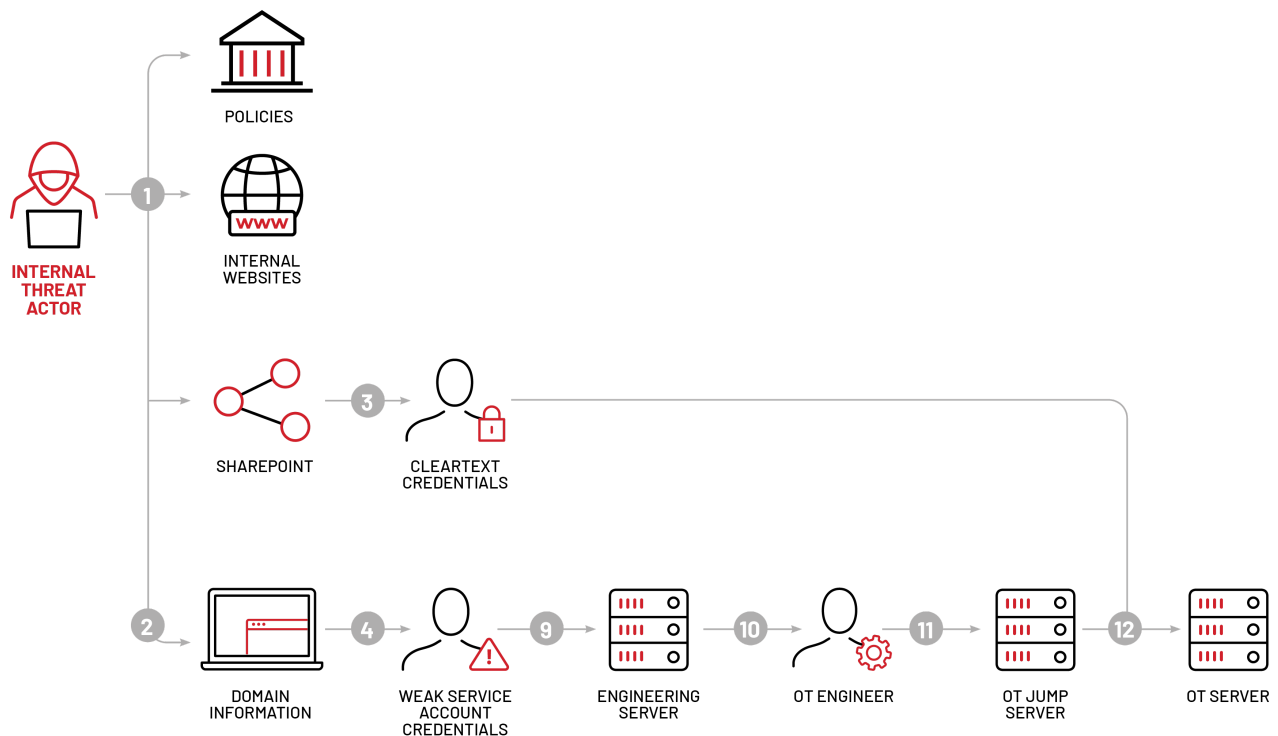 POLICIES
1
WWW
INTERNAL
WEBSITES
INTERNAL
THREAT
ACTOR
3
SHAREPOINT
CLEARTEXT
CREDENTIALS
2
4
9
10
11
12
DOMAIN
INFORMATION
WEAK SERVICE
ACCOUNT
CREDENTIALS
ENGINEERING
SERVER
OT ENGINEER
OT JUMP
SERVER
OT SERVER